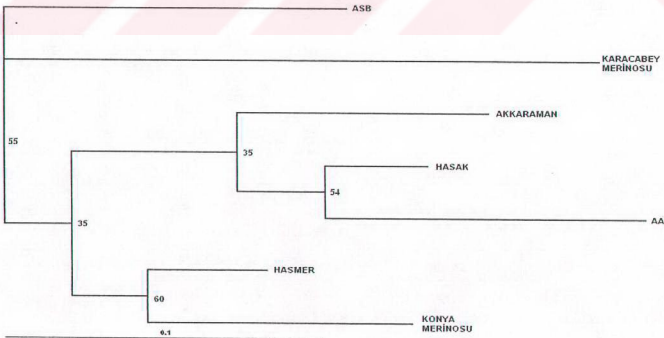 ASB
KARACABEY
MERİNOSU
AKKARAMAN
55
35
HASAK
54
AA
35
HASMER
60
KONYA
MERİNOSU
0.1